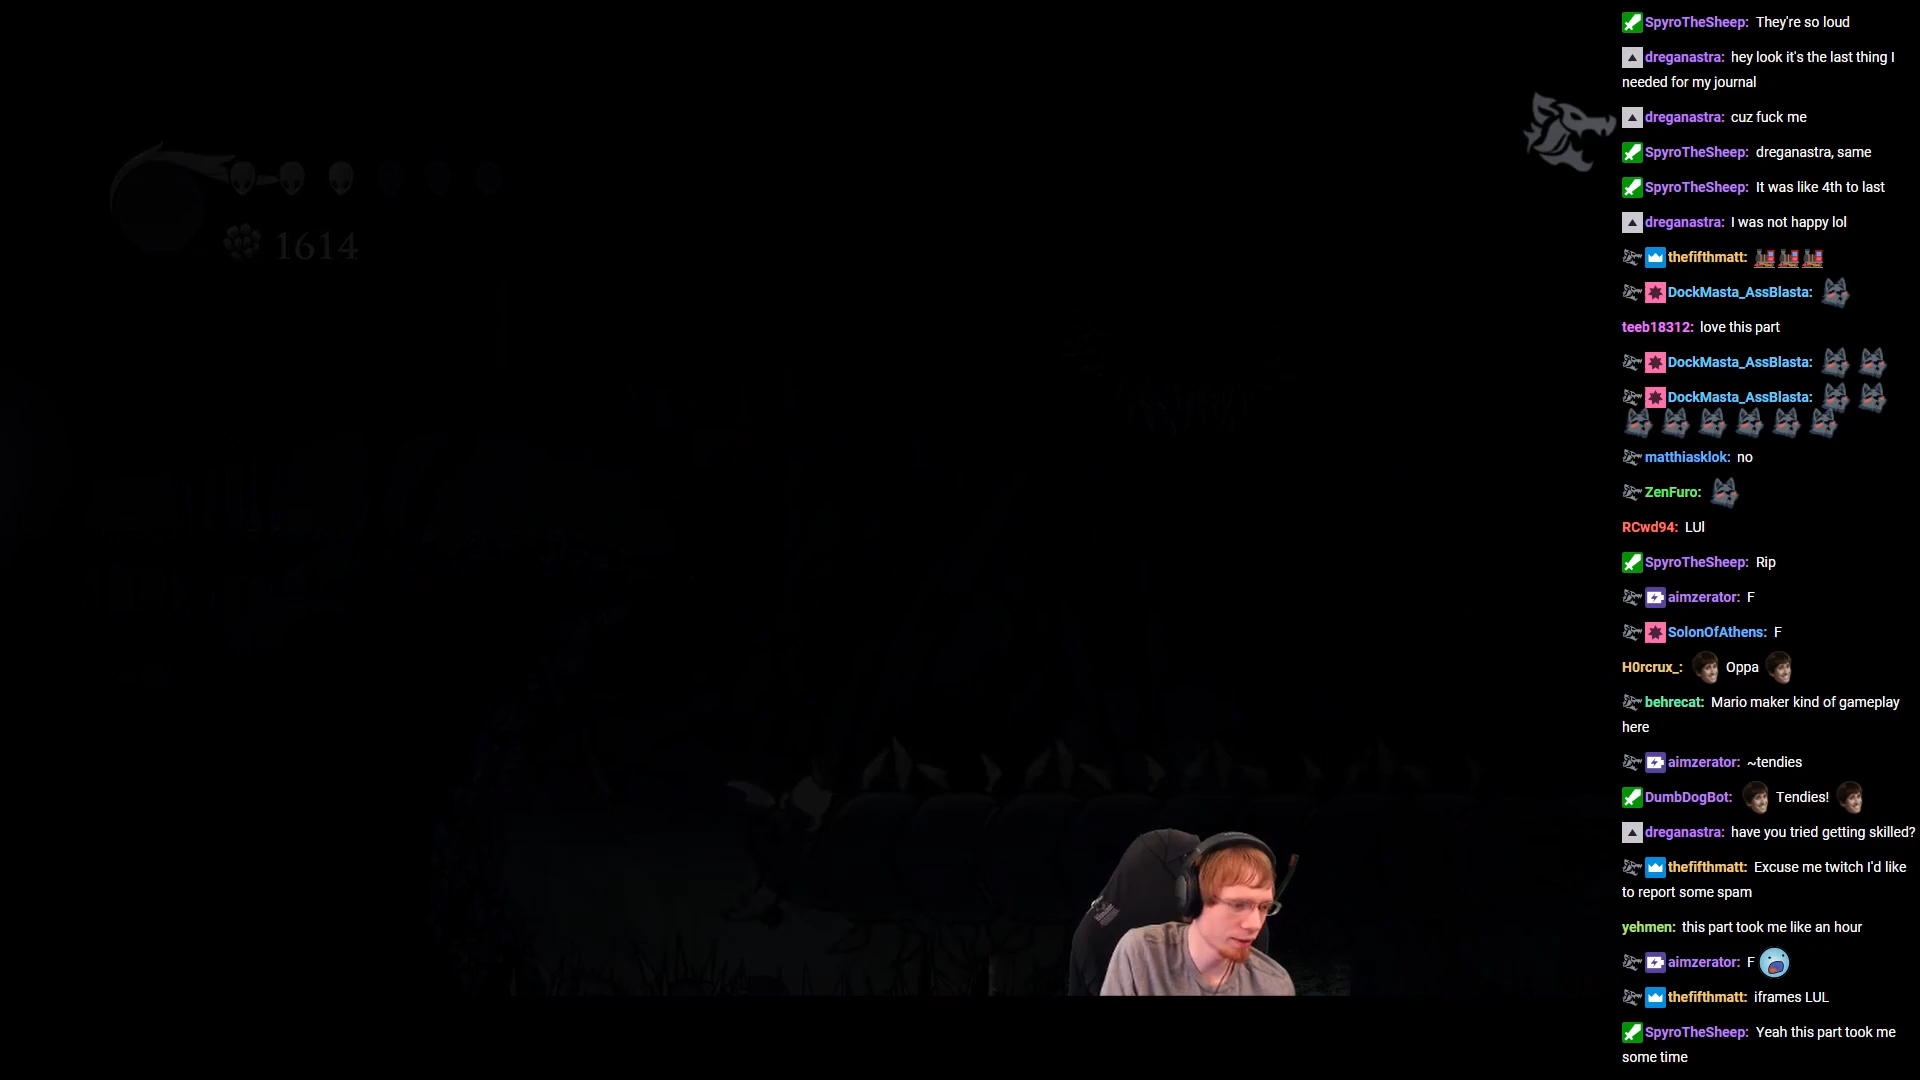 1614
SpyroTheSheep: They're so loud
dreganastra: hey look it's the last thing I
needed for my journal
dreganastra: cuz fuck me
SpyroTheSheep: dreganastra, same
SpyroTheSheep: It was like 4th to last
dreganastra: I was not happy lol
thefifthmatt:
DockMasta_AssBlasta:
teeb18312: love this part
DockMasta_AssBlasta:
DockMasta_AssBlasta:
matthiasklok: no
ZenFuro:
RCwd94: LUl
SpyroTheSheep: Rip
aimzerator: F
SolonOfAthens: F
H0rcrux_: Oppa
behrecat: Mario maker kind of gameplay
here
aimzerator: ~tendies
DumbDogBot: Tendies!
dreganastra: have you tried getting skilled?
thefifthmatt: Excuse me twitch I'd like
to report some spam
yehmen: this part took me like an hour
aimzerator: F
thefifthmatt: iframes LUL
SpyroTheSheep: Yeah this part took me
some time